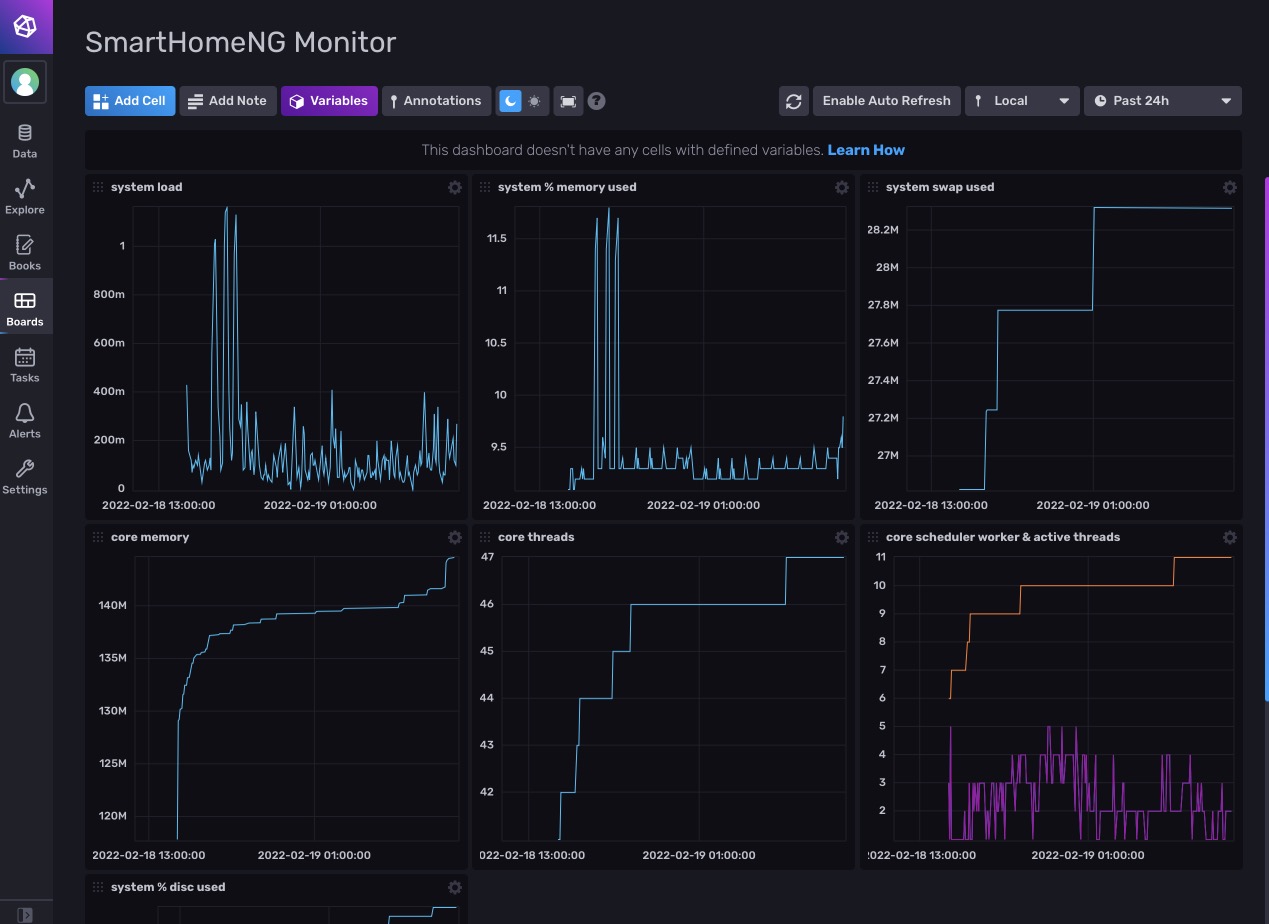 SmartHomeNG Monitor
Add Cell Add Note Variables Annotations ? Enable Auto Refresh Local Past 24h
This dashboard doesn't have any cells with defined variables. Learn How
Data
Explore
Books
Boards
Tasks
Alerts
Settings
system load
1
800m
600m
400m
200m
0
2022-02-18 13:00:00 2022-02-19 01:00:00
system % memory used
11.5
11
10.5
10
9.5
2022-02-18 13:00:00 2022-02-19 01:00:00
system swap used
28.2M
28M
27.8M
27.6M
27.4M
27.2M
27M
2022-02-18 13:00:00 2022-02-19 01:00:00
core memory
140M
135M
130M
125M
120M
2022-02-18 13:00:00 2022-02-19 01:00:00
core threads
47
46
45
44
43
42
2022-02-18 13:00:00 2022-02-19 01:00:00
core scheduler worker & active threads
11
10
9
8
7
6
5
4
3
2
2022-02-18 13:00:00 2022-02-19 01:00:00
system % disc used